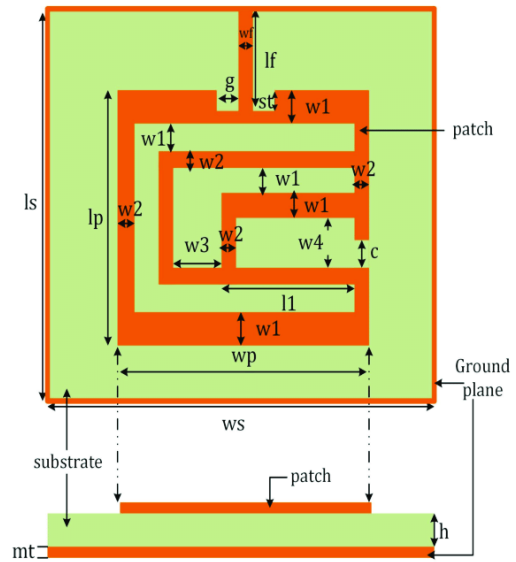 wf
lf
g
st
w1
w1
patch
w2
w1
w2
ls
lp
w2
w1
w2
w3
w4
c
l1
w1
wp
Ground
plane
ws
substrate
patch
h
mt